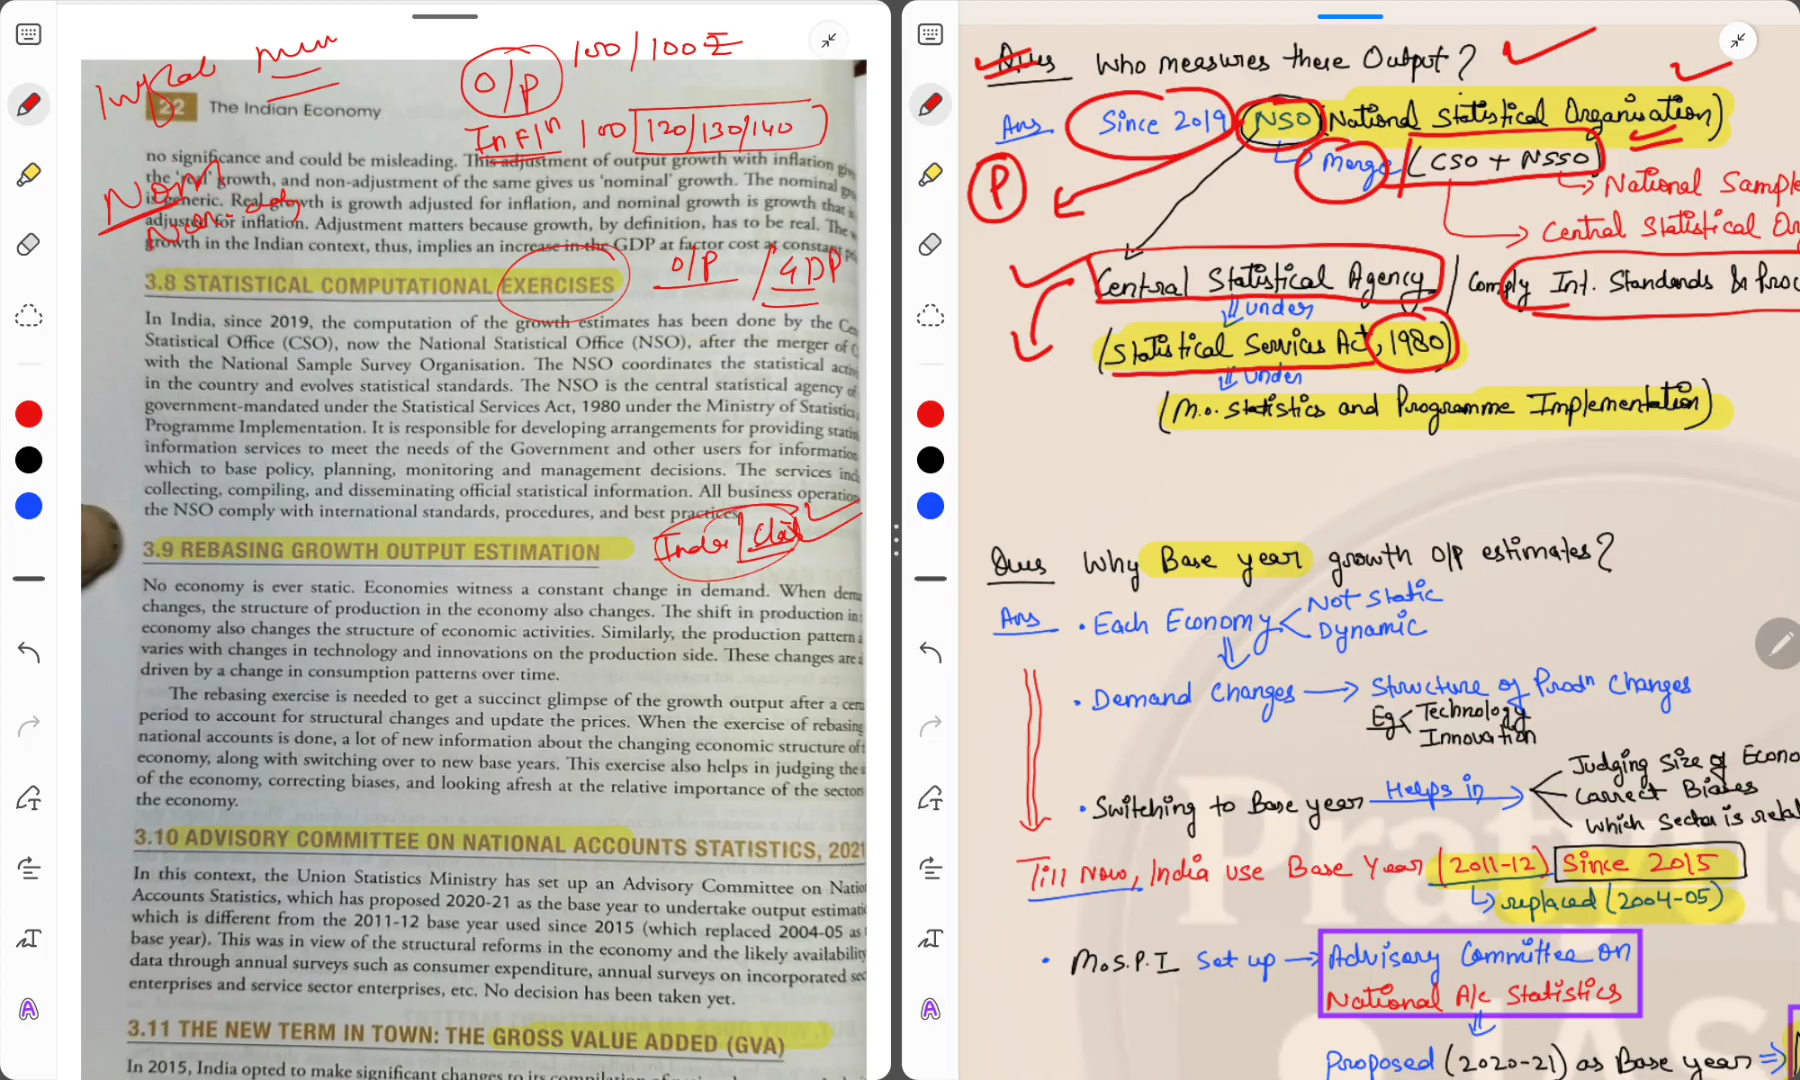 O/P 100/100
Infln 100 120/130/140
22 The Indian Economy
no significance and could be misleading. This adjustment of output growth with inflation
the 'real' growth, and non-adjustment of the same gives us 'nominal' growth. The nominal
is generic. Real growth is growth adjusted for inflation, and nominal growth is growth that
adjusted for inflation. Adjustment matters because growth, by definition, has to be real. The
growth in the Indian context, thus, implies an increase in the GDP at factor cost at constant
O/P / GDP
3.8 STATISTICAL COMPUTATIONAL EXERCISES
In India, since 2019, the computation of the growth estimates has been done by the
Statistical Office (CSO), now the National Statistical Office (NSO), after the merger of
with the National Sample Survey Organisation. The NSO coordinates the statistical
in the country and evolves statistical standards. The NSO is the central statistical agency of
government-mandated under the Statistical Services Act, 1980 under the Ministry of Statistics
Programme Implementation. It is responsible for developing arrangements for providing
information services to meet the needs of the Government and other users for information
which to base policy, planning, monitoring and management decisions. The services
collecting, compiling, and disseminating official statistical information. All business
the NSO comply with international standards, procedures, and best practices.
3.9 REBASING GROWTH OUTPUT ESTIMATION
No economy is ever static. Economies witness a constant change in demand. When
changes, the structure of production in the economy also changes. The shift in production in
economy also changes the structure of economic activities. Similarly, the production pattern
varies with changes in technology and innovations on the production side. These changes are
driven by a change in consumption patterns over time.
The rebasing exercise is needed to get a succinct glimpse of the growth output after a
period to account for structural changes and update the prices. When the exercise of rebasing
national accounts is done, a lot of new information about the changing economic structure of
economy, along with switching over to new base years. This exercise also helps in judging the
of the economy, correcting biases, and looking afresh at the relative importance of the sectors
the economy.
3.10 ADVISORY COMMITTEE ON NATIONAL ACCOUNTS STATISTICS, 2021
In this context, the Union Statistics Ministry has set up an Advisory Committee on
Accounts Statistics, which has proposed 2020-21 as the base year to undertake output
which is different from the 2011-12 base year used since 2015 (which replaced 2004-05 as
base year). This was in view of the structural reforms in the economy and the likely availability
data through annual surveys such as consumer expenditure, annual surveys on incorporated
enterprises and service sector enterprises, etc. No decision has been taken yet.
3.11 THE NEW TERM IN TOWN: THE GROSS VALUE ADDED (GVA)
In 2015, India opted to make significant changes to its compilation of
Ques Who measures there Output?
Ans Since 2019 NSO (National Statistical Organisation)
Merge (CSO + NSSO)
P
National Sample
Central Statistical
Central Statistical Agency / Comply Int. Standards &
under
(Statistical Services Act, 1980)
under
(M.o. Statistics and Programme Implementation)
Ques Why Base year growth o/p estimates?
Ans • Each Economy Not Static
Dynamic
• Demand Changes → Structure of Prodn Changes
Eg Technology
Innovation
Judging Size of
• Switching to Base year Helps in → Correct Biases
Which Sector is
Till Now, India use Base Year (2011-12) Since 2015
replaced (2004-05)
• M.o.S.P.I Set up → Advisory Committee on
National A/c Statistics
Proposed (2020-21) as Base year ⇒